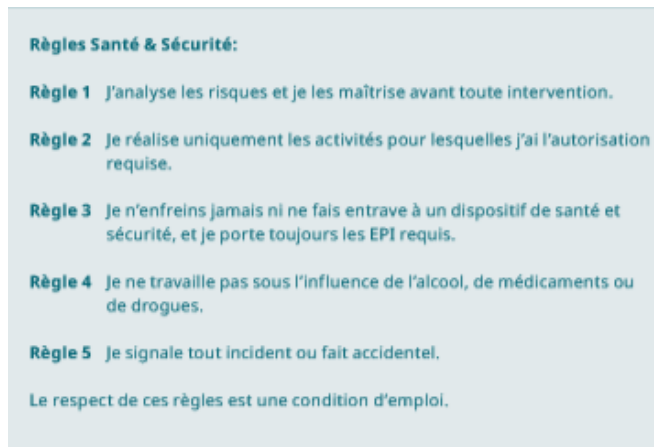 Règles Santé & Sécurité:
Règle 1 J'analyse les risques et je les maîtrise avant toute intervention.
Règle 2 Je réalise uniquement les activités pour lesquelles j'ai l'autorisation
requise.
Règle 3 Je n'enfreins jamais ni ne fais entrave à un dispositif de santé et
sécurité, et je porte toujours les EPI requis.
Règle 4 Je ne travaille pas sous l'influence de l'alcool, de médicaments ou
de drogues.
Règle 5 Je signale tout incident ou fait accidentel.
Le respect de ces règles est une condition d'emploi.